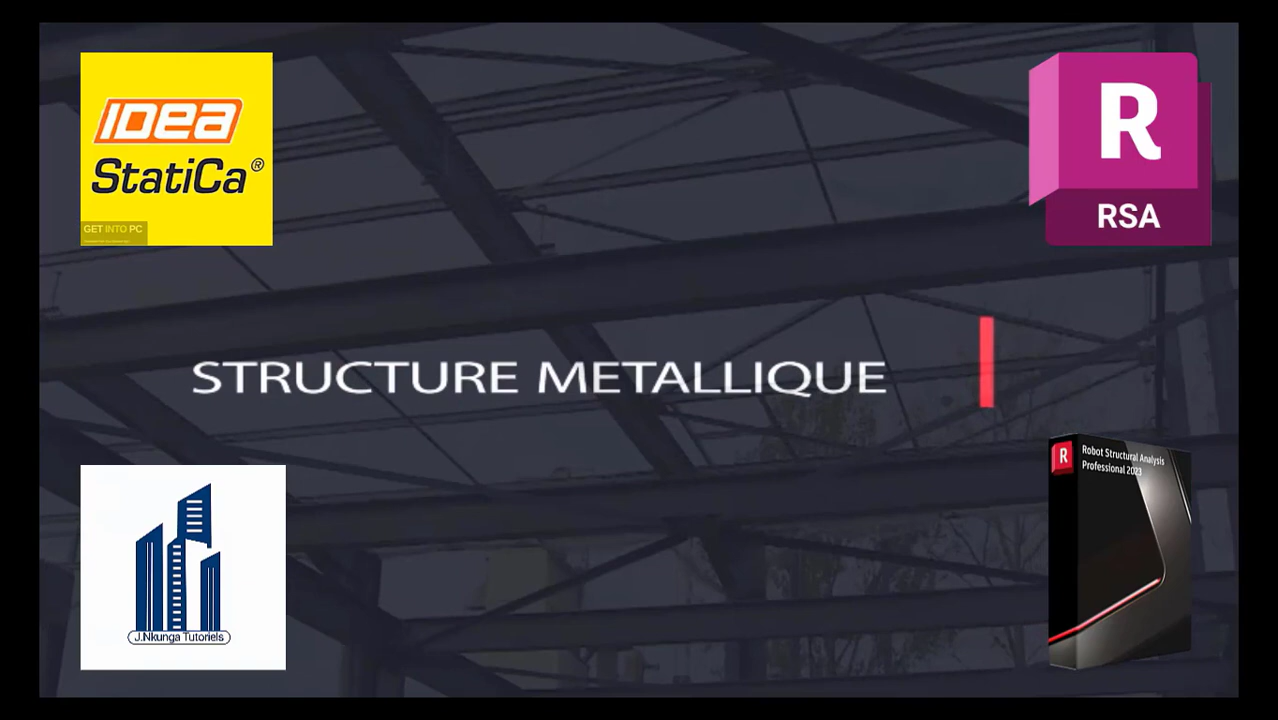 IDEA
StatiCa®
GET INTO PC
R
RSA
STRUCTURE METALLIQUE
R
Robot Structural Analysis
Professional 2023
J.Nkunga Tutoriels